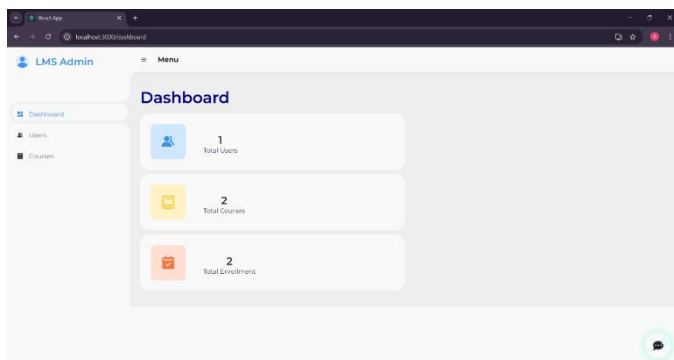 React App
localhost:3000/dashboard
LMS Admin
Menu
Dashboard
Dashboard
Users
Courses
1
Total Users
2
Total Courses
2
Total Enrollment